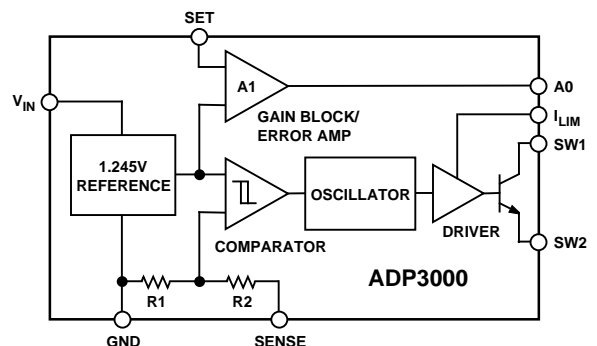 SET
A1
A0
V_IN
GAIN BLOCK/
ERROR AMP
I_LIM
SW1
1.245V
REFERENCE
OSCILLATOR
COMPARATOR
DRIVER
SW2
R1
R2
ADP3000
GND
SENSE